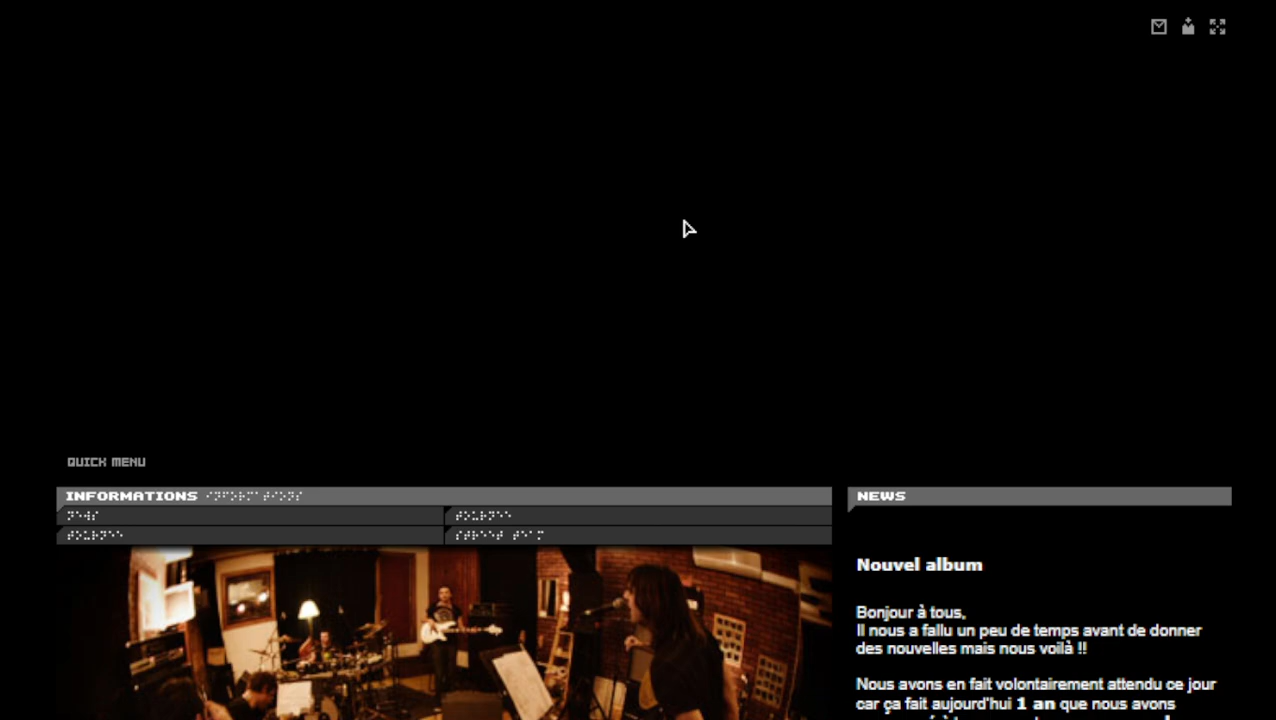 QUICK MENU
INFORMATIONS ⠊⠝⠋⠕⠗⠍⠁⠞⠊⠕⠝⠎
⠝⠑⠺⠎
⠞⠕⠥⠗⠝⠑⠑
⠞⠕⠥⠗⠝⠑⠑
⠎⠞⠗⠑⠑⠞ ⠞⠑⠁⠍
NEWS
Nouvel album
Bonjour à tous,
Il nous a fallu un peu de temps avant de donner
des nouvelles mais nous voilà !!
Nous avons en fait volontairement attendu ce jour
car ça fait aujourd'hui 1 an que nous avons